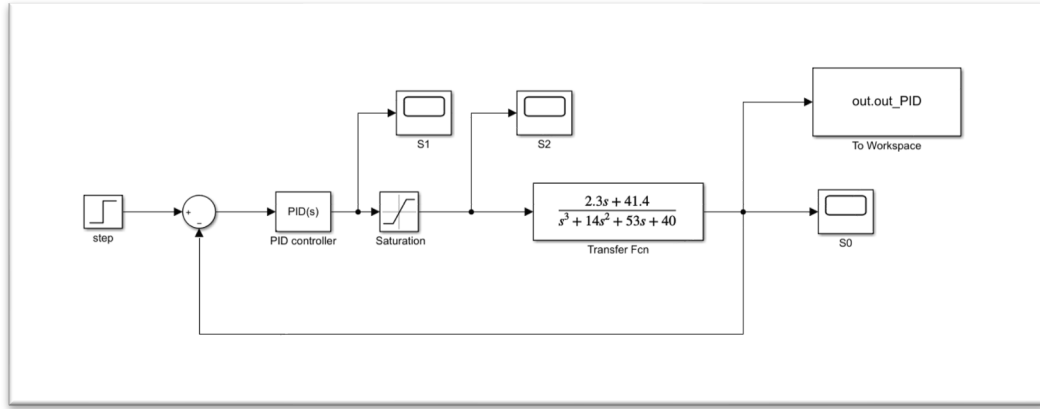 out.out_PID
To Workspace
S1
S2
+
−
step
PID(s)
PID controller
Saturation
2.3s + 41.4
s³ + 14s² + 53s + 40
Transfer Fcn
S0